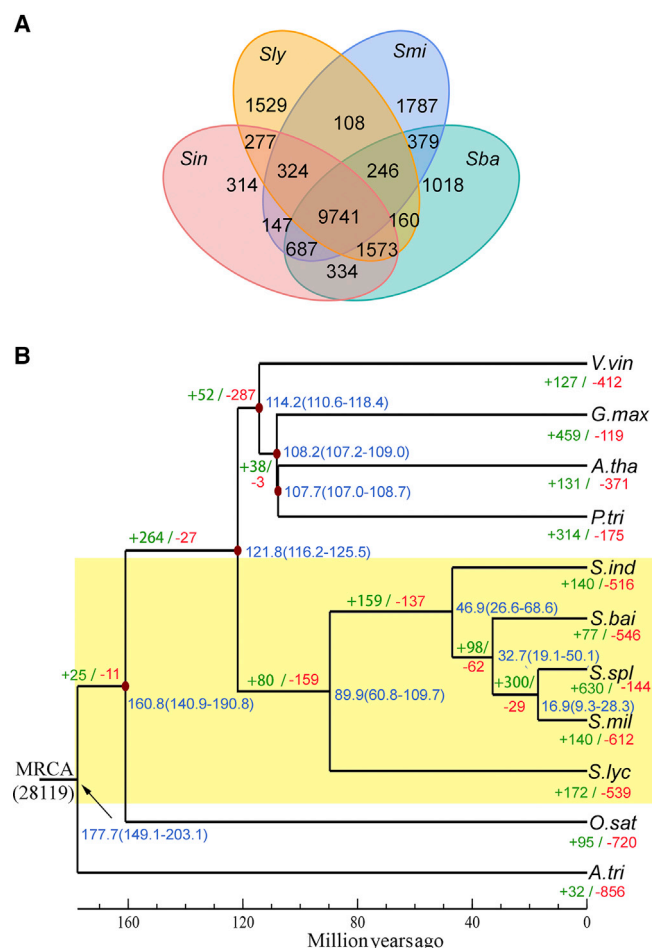 A
Sly
Smi
1529
1787
108
277
379
Sin
Sba
324
246
314
1018
9741
147
160
687
1573
334
B
V.vin
+52 / -287
+127 / -412
114.2(110.6-118.4)
G.max
+459 / -119
108.2(107.2-109.0)
+38/
-3
A.tha
+131 / -371
107.7(107.0-108.7)
P.tri
+314 / -175
+264 / -27
121.8(116.2-125.5)
S.ind
+140 /-516
+159 / -137
46.9(26.6-68.6)
S.bai
+77 / -546
+98/
-62
32.7(19.1-50.1)
S.spl
+630 / -144
+300/
-29
16.9(9.3-28.3)
S.mil
+140 / -612
+25 / -11
+80 / -159
89.9(60.8-109.7)
160.8(140.9-190.8)
MRCA
(28119)
S.lyc
+172 / -539
177.7(149.1-203.1)
O.sat
+95 / -720
A.tri
+32 / -856
160 120 80 40 0
Million years ago